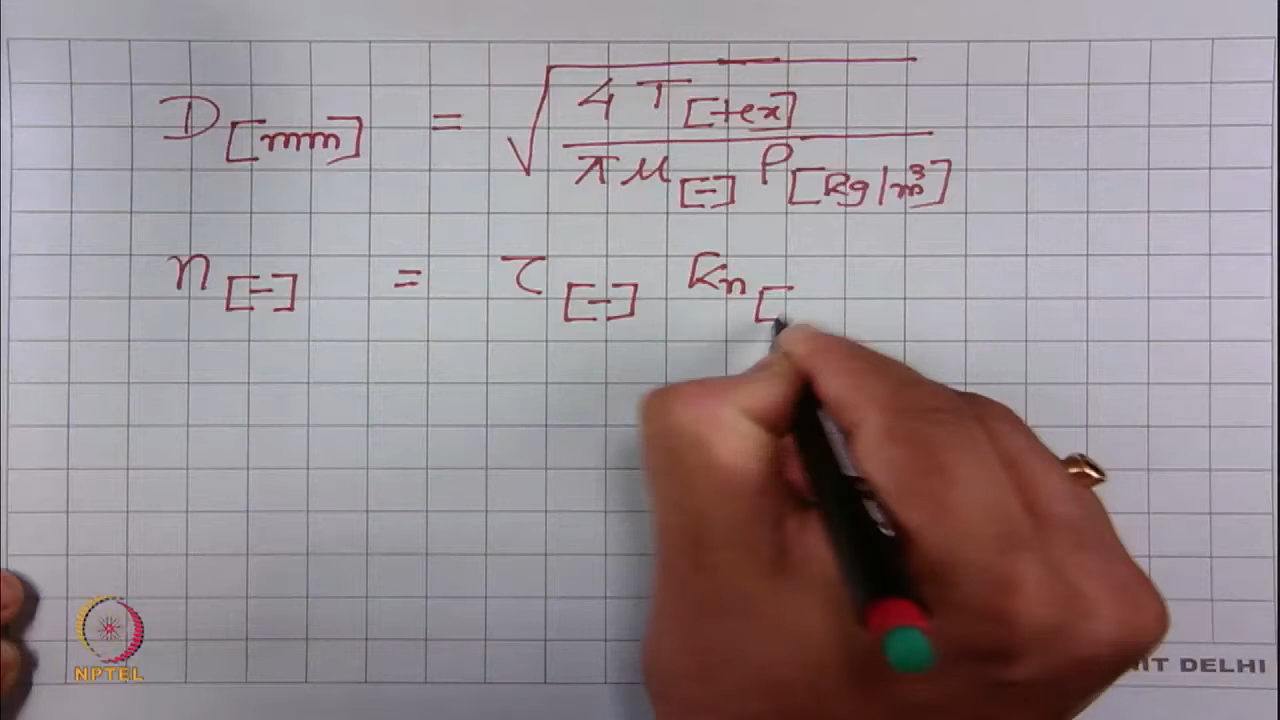 D[mm] = √(4 T[tex] / π μ[-] ρ[kg/m³])
n[-] = τ[-] kn[
NPTEL
IIT DELHI